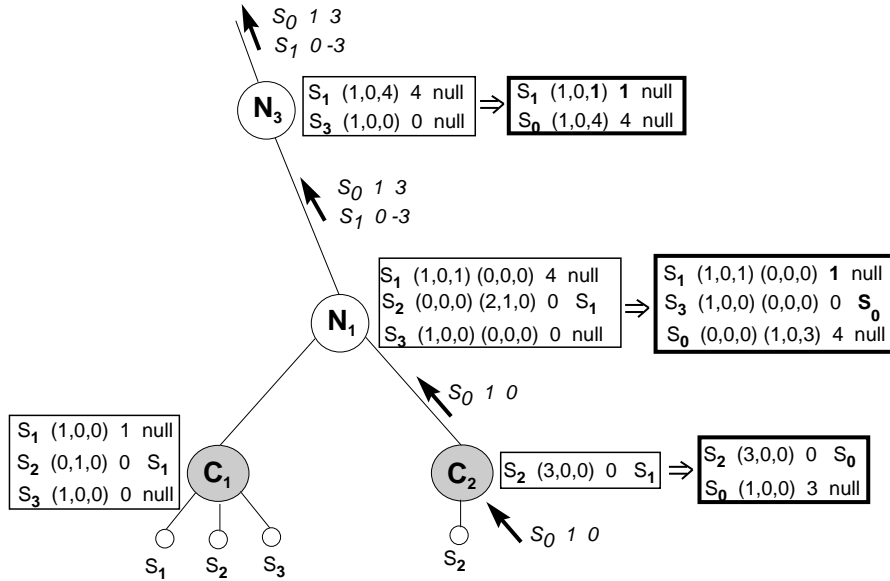 S0 1 3
S1 0 -3
N3
S1 (1,0,4) 4 null
S3 (1,0,0) 0 null
⇒
S1 (1,0,1) 1 null
S0 (1,0,4) 4 null
S0 1 3
S1 0 -3
N1
S1 (1,0,1) (0,0,0) 4 null
S2 (0,0,0) (2,1,0) 0 S1
S3 (1,0,0) (0,0,0) 0 null
⇒
S1 (1,0,1) (0,0,0) 1 null
S3 (1,0,0) (0,0,0) 0 S0
S0 (0,0,0) (1,0,3) 4 null
S0 1 0
S1 (1,0,0) 1 null
S2 (0,1,0) 0 S1
S3 (1,0,0) 0 null
C1
C2
S2 (3,0,0) 0 S1
⇒
S2 (3,0,0) 0 S0
S0 (1,0,0) 3 null
S0 1 0
S1
S2
S3
S2